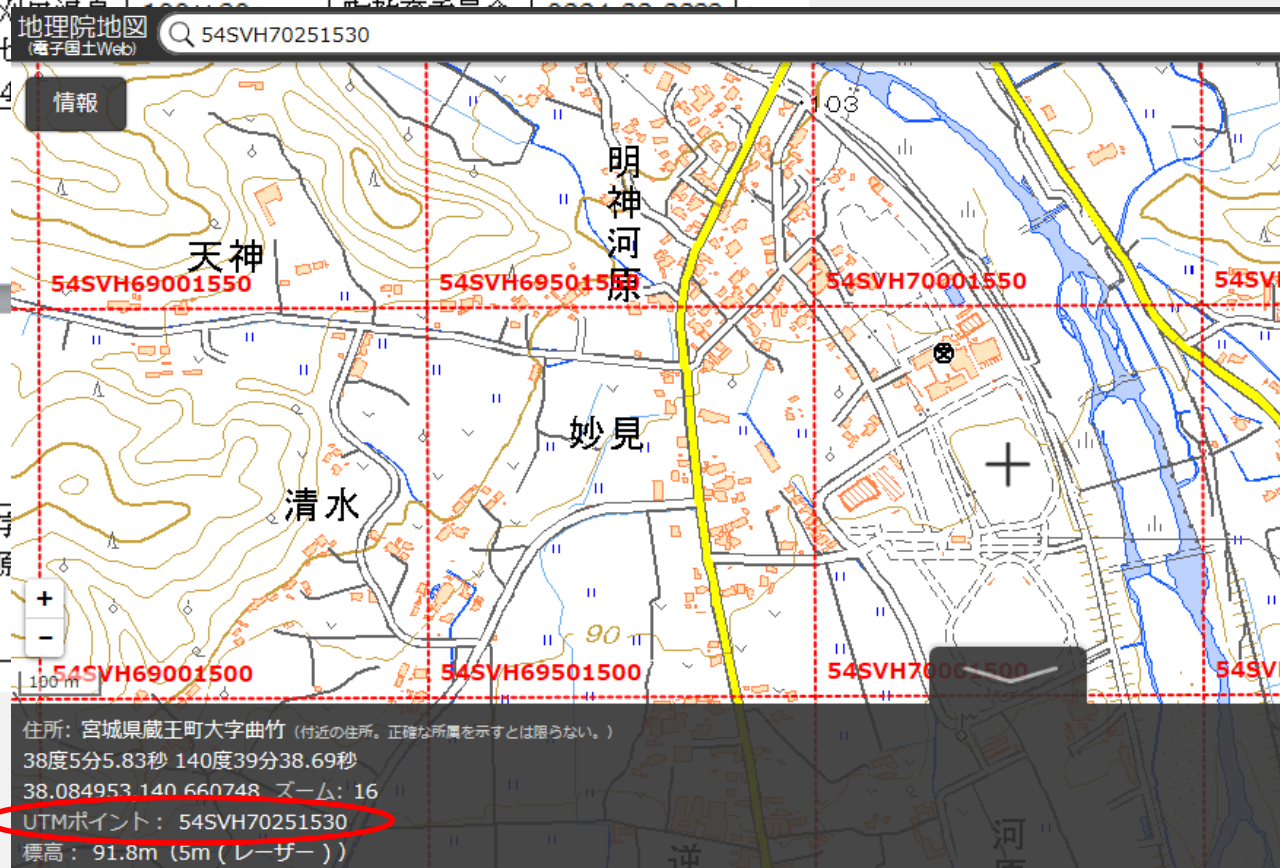 地理院地図
(電子国土Web)
54SVH70251530
情報
103
明神河原
天神
54SVH69001550
54SVH69501550
54SVH70001550
54SV
妙見
清水
+
−
90
54SVH69001500
54SVH69501500
54SV
100 m
住所: 宮城県蔵王町大字曲竹 (付近の住所。正確な所属を示すとは限らない。)
38度5分5.83秒 140度39分38.69秒
38.084953,140.660748 ズーム: 16
UTMポイント: 54SVH70251530
標高: 91.8m (5m ( レーザー ) )
逆
河